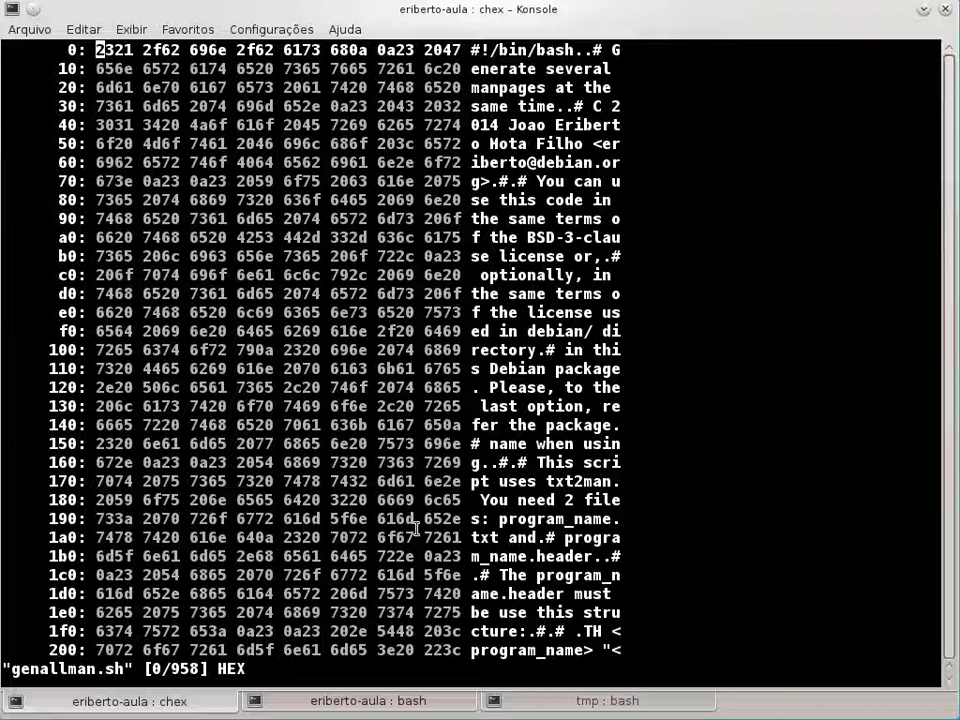 eriberto-aula : chex – Konsole
Arquivo Editar Exibir Favoritos Configurações Ajuda
0: 2321 2f62 696e 2f62 6173 680a 0a23 2047 #!/bin/bash..# G
10: 656e 6572 6174 6520 7365 7665 7261 6c20 enerate several
20: 6d61 6e70 6167 6573 2061 7420 7468 6520 manpages at the
30: 7361 6d65 2074 696d 652e 0a23 2043 2032 same time..# C 2
40: 3031 3420 4a6f 616f 2045 7269 6265 7274 014 Joao Eribert
50: 6f20 4d6f 7461 2046 696c 686f 203c 6572 o Hota Filho <er
60: 6962 6572 746f 4064 6562 6961 6e2e 6f72 iberto@debian.or
70: 673e 0a23 0a23 2059 6f75 2063 616e 2075 g>.#.# You can u
80: 7365 2074 6869 7320 636f 6465 2069 6e20 se this code in
90: 7468 6520 7361 6d65 2074 6572 6d73 206f the same terms o
a0: 6620 7468 6520 4253 442d 332d 636c 6175 f the BSD-3-clau
b0: 7365 206c 6963 656e 7365 206f 722c 0a23 se license or,.#
c0: 206f 7074 696f 6e61 6c6c 792c 2069 6e20 optionally, in
d0: 7468 6520 7361 6d65 2074 6572 6d73 206f the same terms o
e0: 6620 7468 6520 6c69 6365 6e73 6520 7573 f the license us
f0: 6564 2069 6e20 6465 6269 616e 2f20 6469 ed in debian/ di
100: 7265 6374 6f72 790a 2320 696e 2074 6869 rectory.# in thi
110: 7320 4465 6269 616e 2070 6163 6b61 6765 s Debian package
120: 2e20 506c 6561 7365 2c20 746f 2074 6865 . Please, to the
130: 206c 6173 7420 6f70 7469 6f6e 2c20 7265 last option, re
140: 6665 7220 7468 6520 7061 636b 6167 650a fer the package.
150: 2320 6e61 6d65 2077 6865 6e20 7573 696e # name when usin
160: 672e 0a23 0a23 2054 6869 7320 7363 7269 g..#.# This scri
170: 7074 2075 7365 7320 7478 7432 6d61 6e2e pt uses txt2man.
180: 2059 6f75 206e 6565 6420 3220 6669 6c65 You need 2 file
190: 733a 2070 726f 6772 616d 5f6e 616d 652e s: program_name.
1a0: 7478 7420 616e 640a 2320 7072 6f67 7261 txt and.# progra
1b0: 6d5f 6e61 6d65 2e68 6561 6465 722e 0a23 m_name.header..#
1c0: 0a23 2054 6865 2070 726f 6772 616d 5f6e .# The program_n
1d0: 616d 652e 6865 6164 6572 206d 7573 7420 ame.header must
1e0: 6265 2075 7365 2074 6869 7320 7374 7275 be use this stru
1f0: 6374 7572 653a 0a23 0a23 202e 5448 203c cture:.#.# .TH <
200: 7072 6f67 7261 6d5f 6e61 6d65 3e20 223c program_name> "<
"genallman.sh" [0/958] HEX
eriberto-aula : chex eriberto-aula : bash tmp : bash